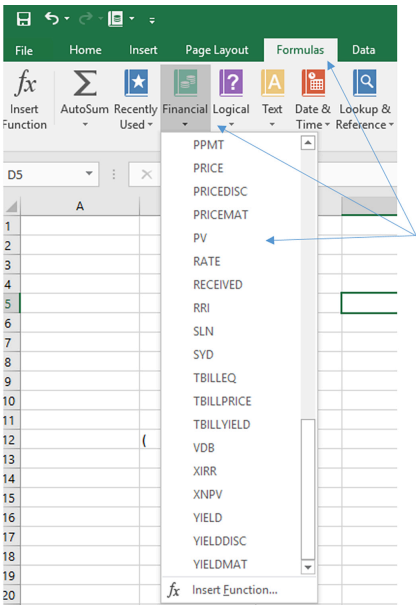 File Home Insert Page Layout Formulas Data
fx Σ ? A
Insert Function AutoSum Recently Used Financial Logical Text Date & Time Lookup & Reference
D5
A
PPMT
PRICE
PRICEDISC
PRICEMAT
PV
RATE
RECEIVED
RRI
SLN
SYD
TBILLEQ
TBILLPRICE
TBILLYIELD
VDB
XIRR
XNPV
YIELD
YIELDDISC
YIELDMAT
fx Insert Function...
1
2
3
4
5
6
7
8
9
10
11
12 (
13
14
15
16
17
18
19
20